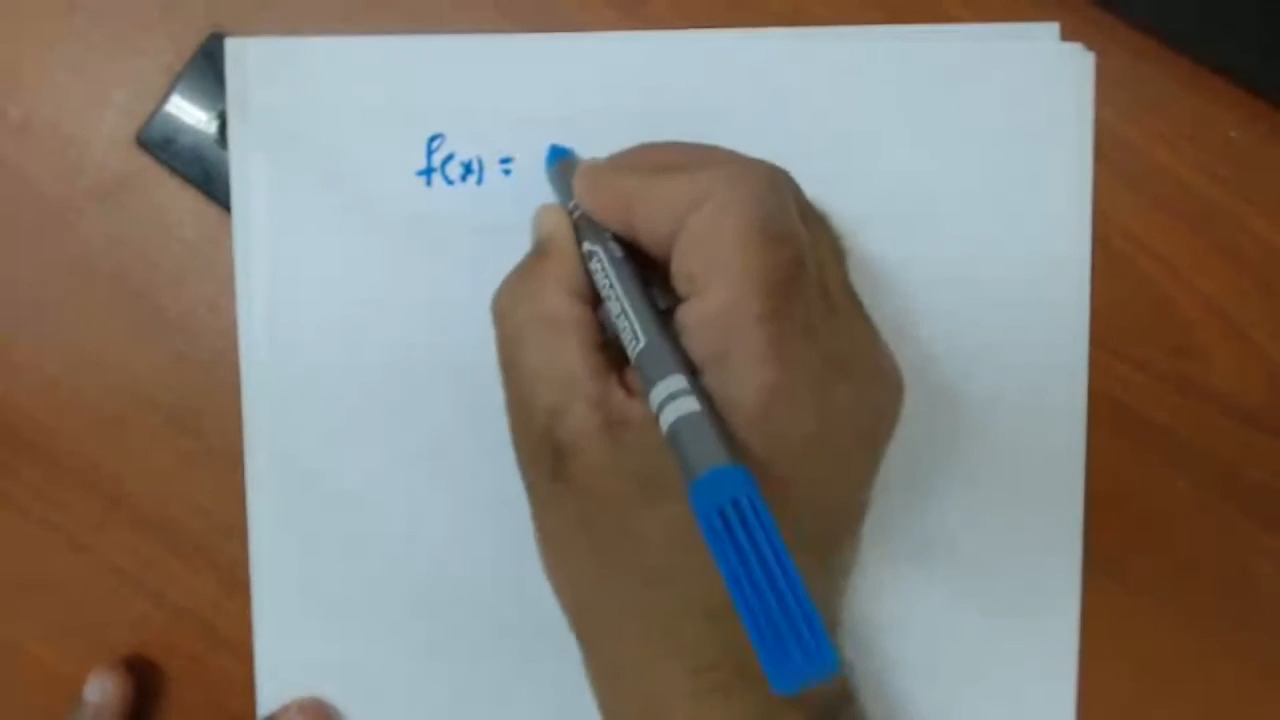 f(x) =